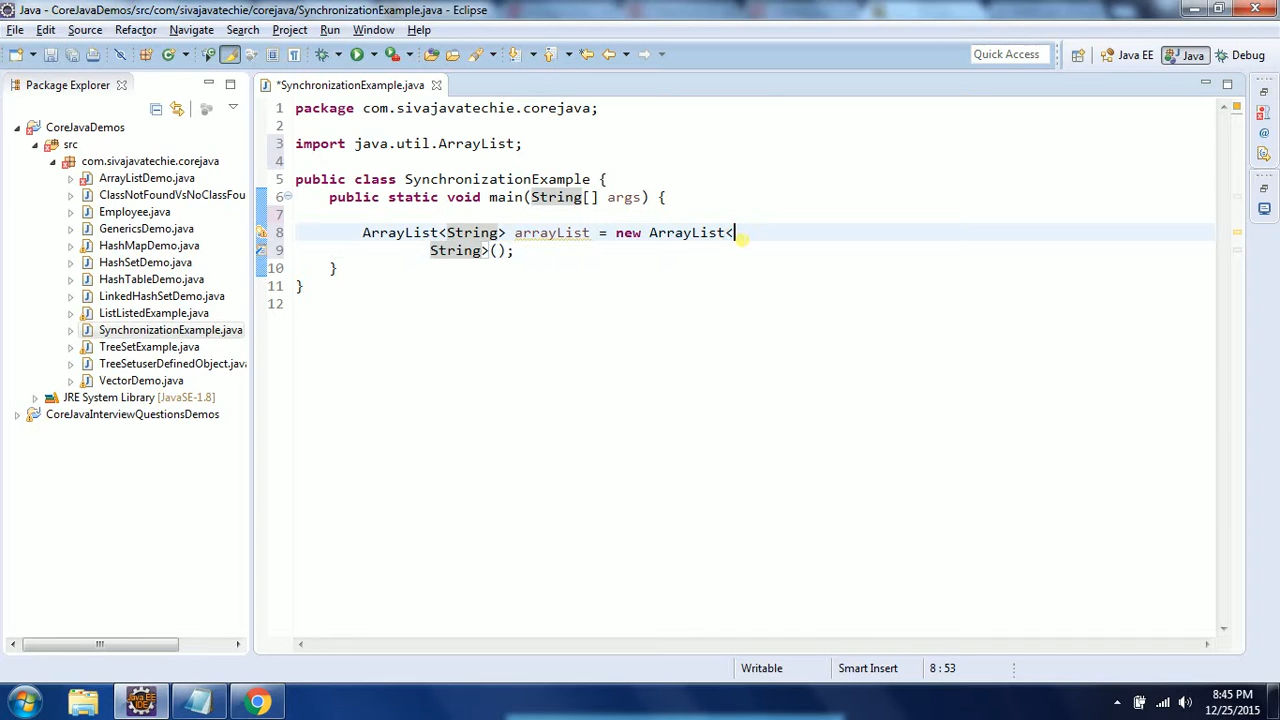 Java - CoreJavaDemos/src/com/sivajavatechie/corejava/SynchronizationExample.java - Eclipse
File Edit Source Refactor Navigate Search Project Run Window Help
Quick Access Java EE Java Debug
Package Explorer
*SynchronizationExample.java
CoreJavaDemos
src
com.sivajavatechie.corejava
ArrayListDemo.java
ClassNotFoundVsNoClassFou
Employee.java
GenericsDemo.java
HashMapDemo.java
HashSetDemo.java
HashTableDemo.java
LinkedHashSetDemo.java
ListListedExample.java
SynchronizationExample.java
TreeSetExample.java
TreeSetuserDefinedObject.java
VectorDemo.java
JRE System Library [JavaSE-1.8]
CoreJavaInterviewQuestionsDemos
1 package com.sivajavatechie.corejava;
2
3 import java.util.ArrayList;
4
5 public class SynchronizationExample {
6 public static void main(String[] args) {
7
8 ArrayList<String> arrayList = new ArrayList<
9 String>();
10 }
11 }
12
Writable Smart Insert 8 : 53
Java EE IDE
8:45 PM
12/25/2015